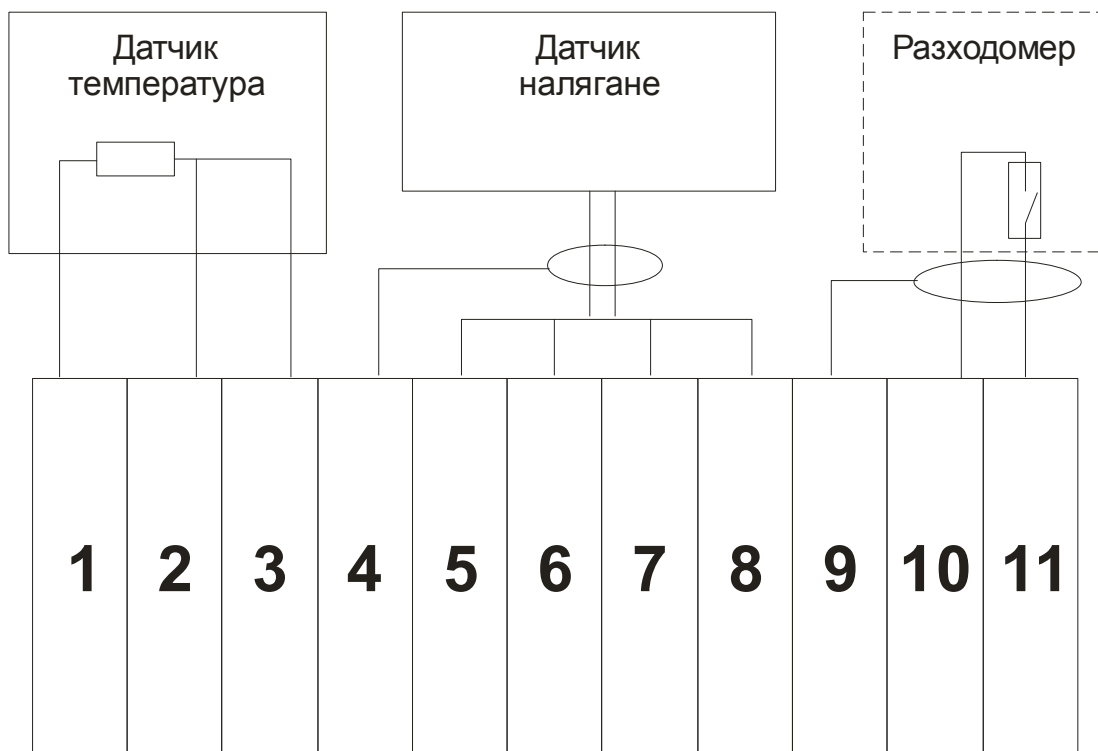 Датчик
температура
Датчик
налягане
Разходомер
1 2 3 4 5 6 7 8 9 10 11